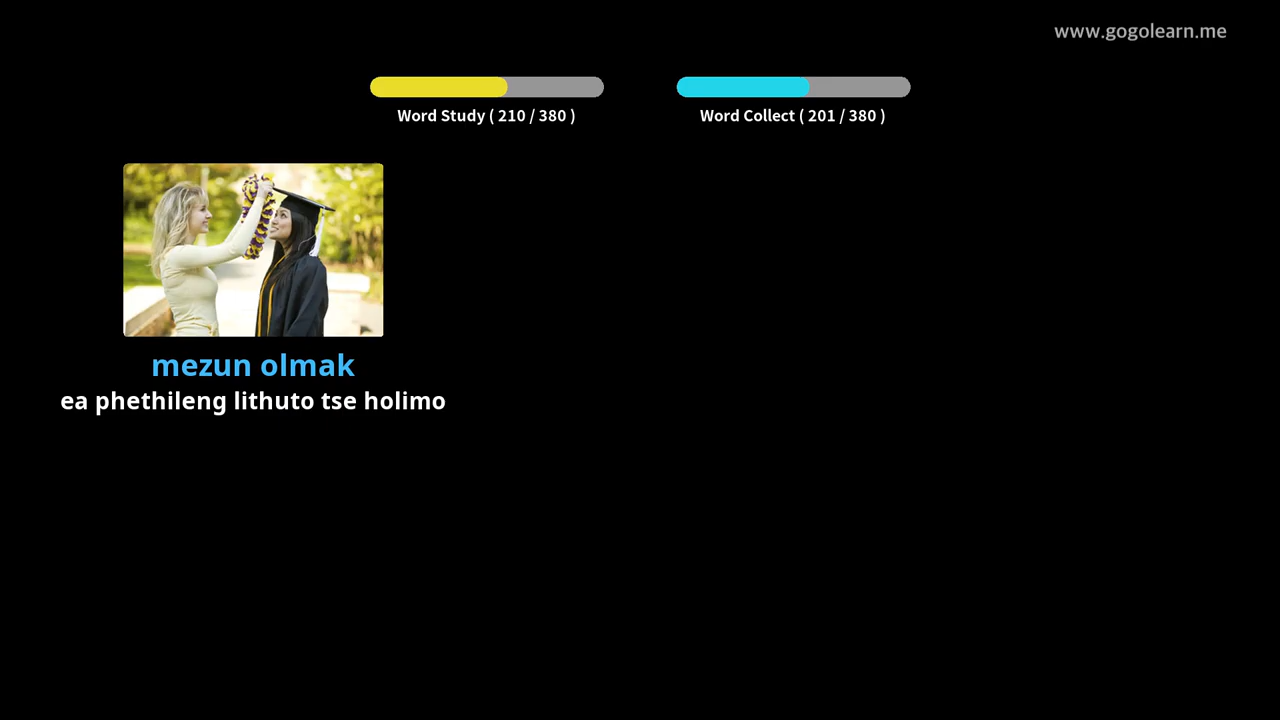 www.gogolearn.me
Word Study ( 210 / 380 )
Word Collect ( 201 / 380 )
mezun olmak
ea phethileng lithuto tse holimo